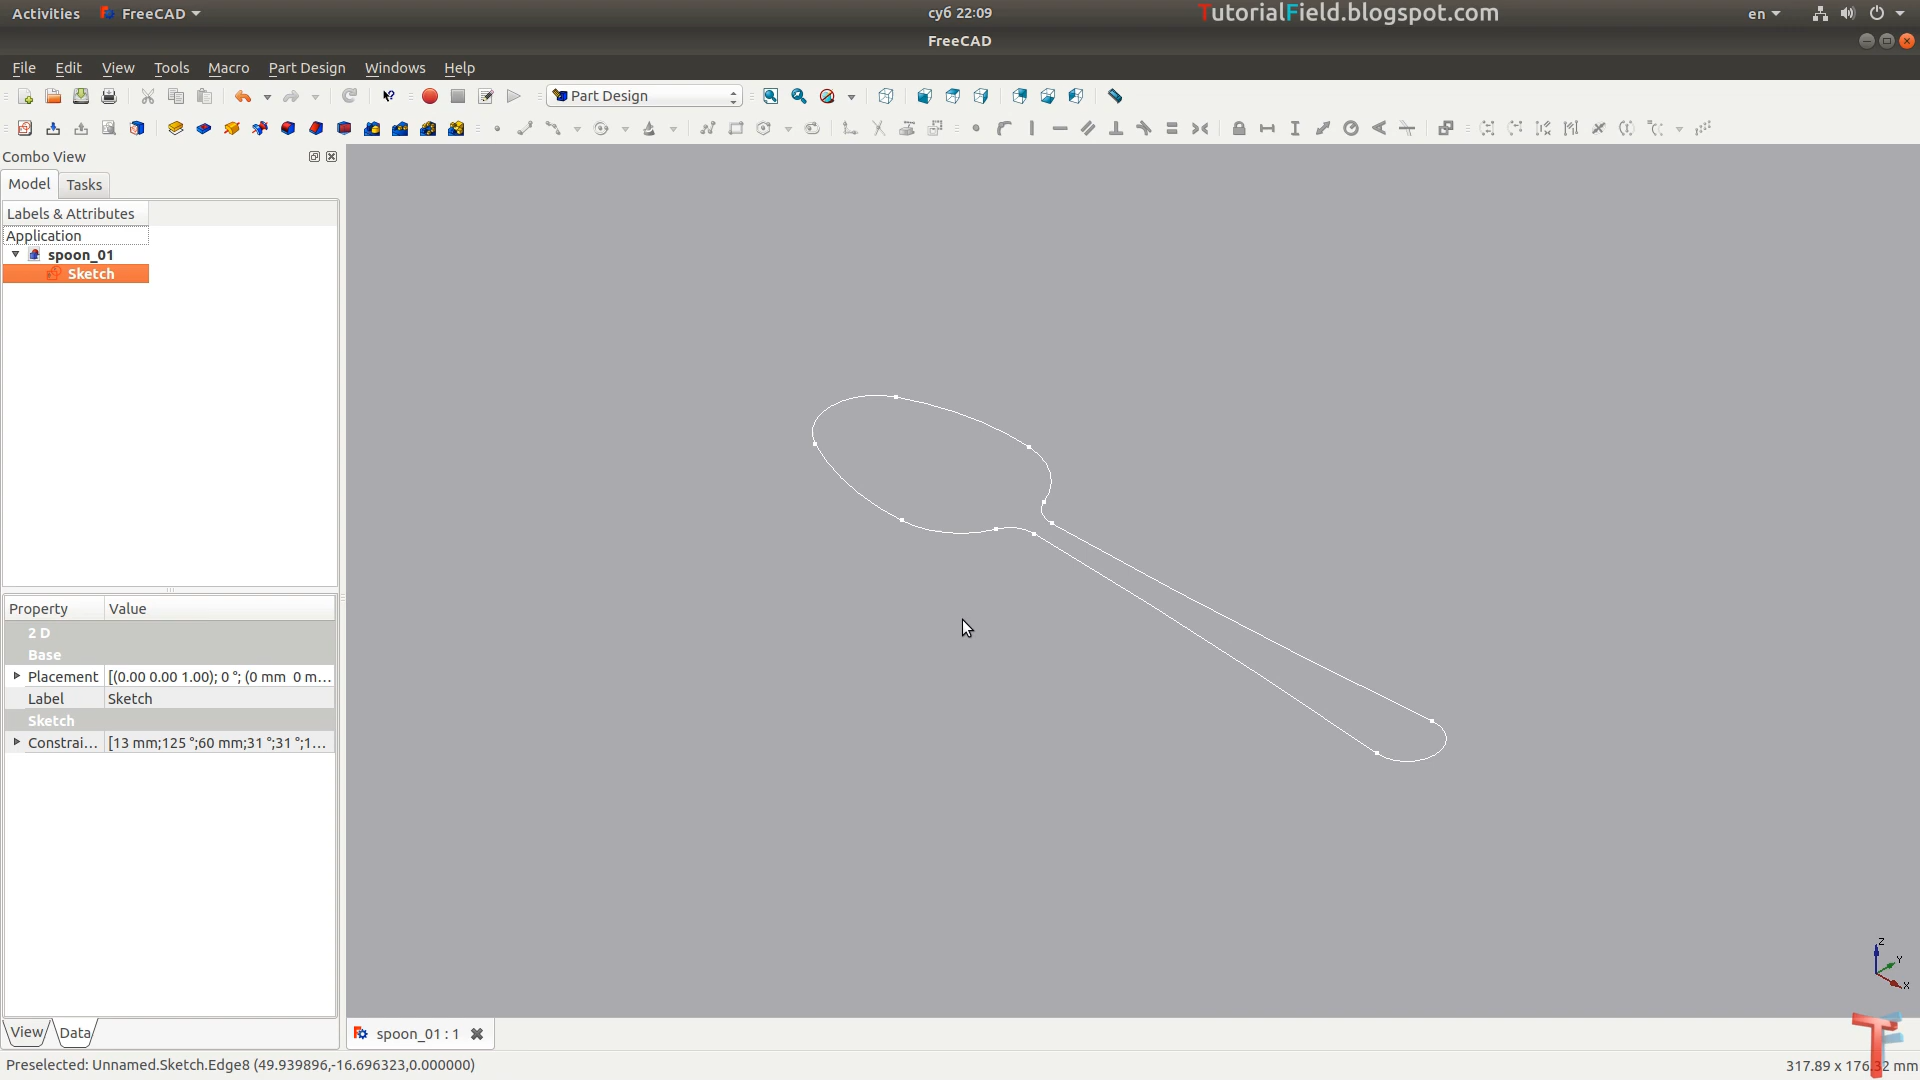 Activities FreeCAD суб 22:09 TutorialField.blogspot.com en
FreeCAD
File Edit View Tools Macro Part Design Windows Help
Part Design
Combo View
Model Tasks
Labels & Attributes
Application
spoon_01
Sketch
Property Value
2 D
Base
Placement [(0.00 0.00 1.00); 0 °; (0 mm 0 m...
Label Sketch
Sketch
Constrai... [13 mm;125 °;60 mm;31 °;31 °;1...
Z
Y
X
View Data
spoon_01 : 1
TF
Preselected: Unnamed.Sketch.Edge8 (49.939896,-16.696323,0.000000)
317.89 x 176.32 mm